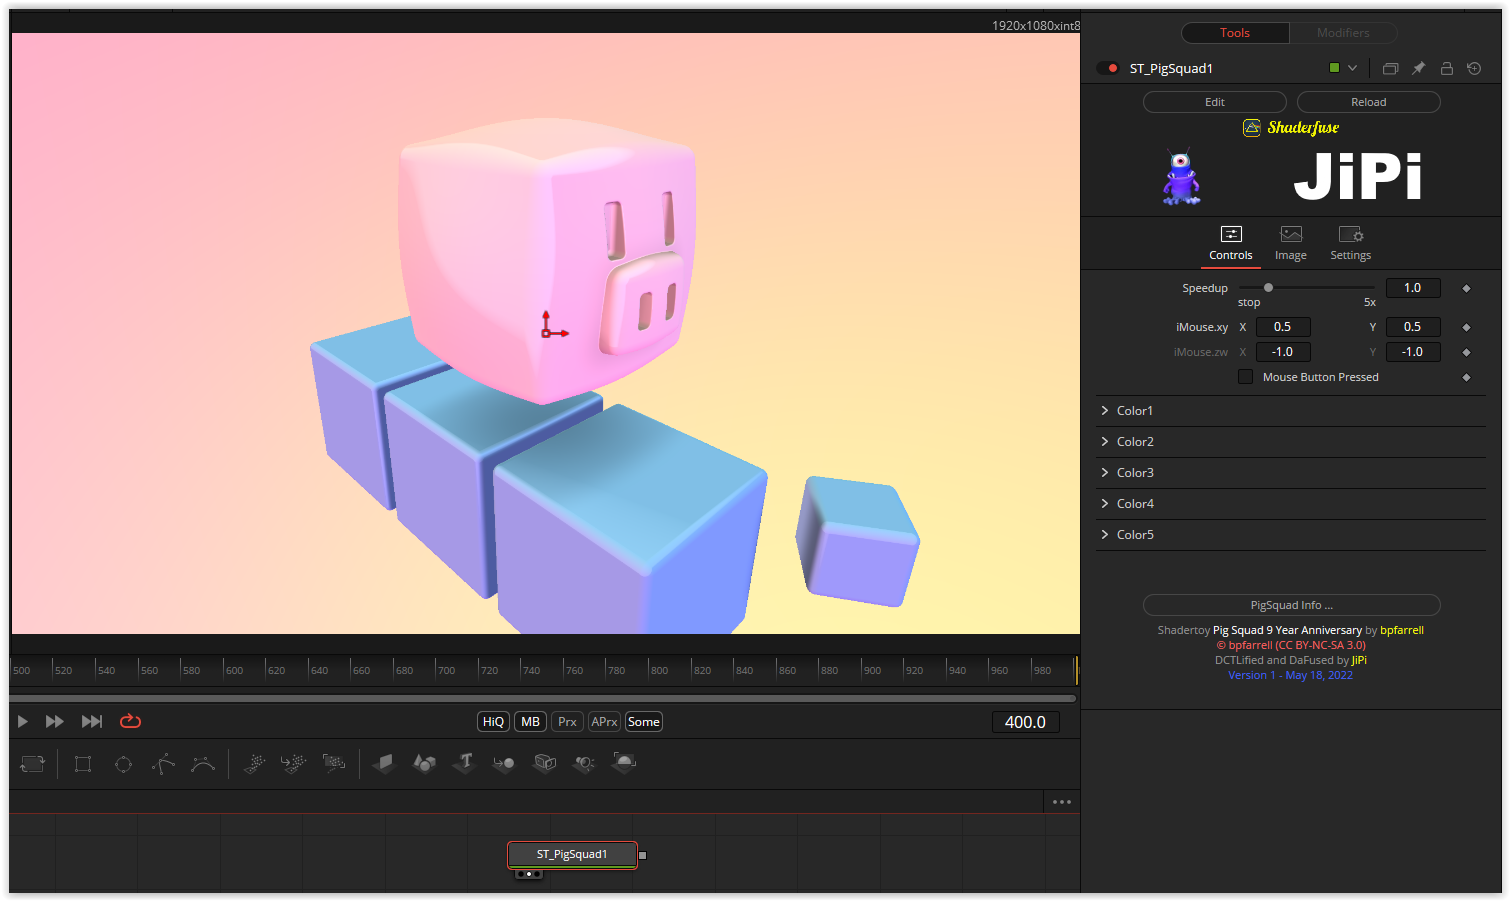 1920x1080xint8
Tools
Modifiers
ST_PigSquad1
Edit
Reload
Shaderfuse
JiPi
Controls
Image
Settings
Speedup
1.0
stop
5x
iMouse.xy X 0.5 Y 0.5
iMouse.zw X -1.0 Y -1.0
Mouse Button Pressed
Color1
Color2
Color3
Color4
Color5
PigSquad Info ...
Shadertoy Pig Squad 9 Year Anniversary by bpfarrell
© bpfarrell (CC BY-NC-SA 3.0)
DCTLified and DaFused by JiPi
Version 1 - May 18, 2022
500 520 540 560 580 600 620 640 660 680 700 720 740 760 780 800 820 840 860 880 900 920 940 960 980
HiQ MB Prx APrx Some
400.0
ST_PigSquad1